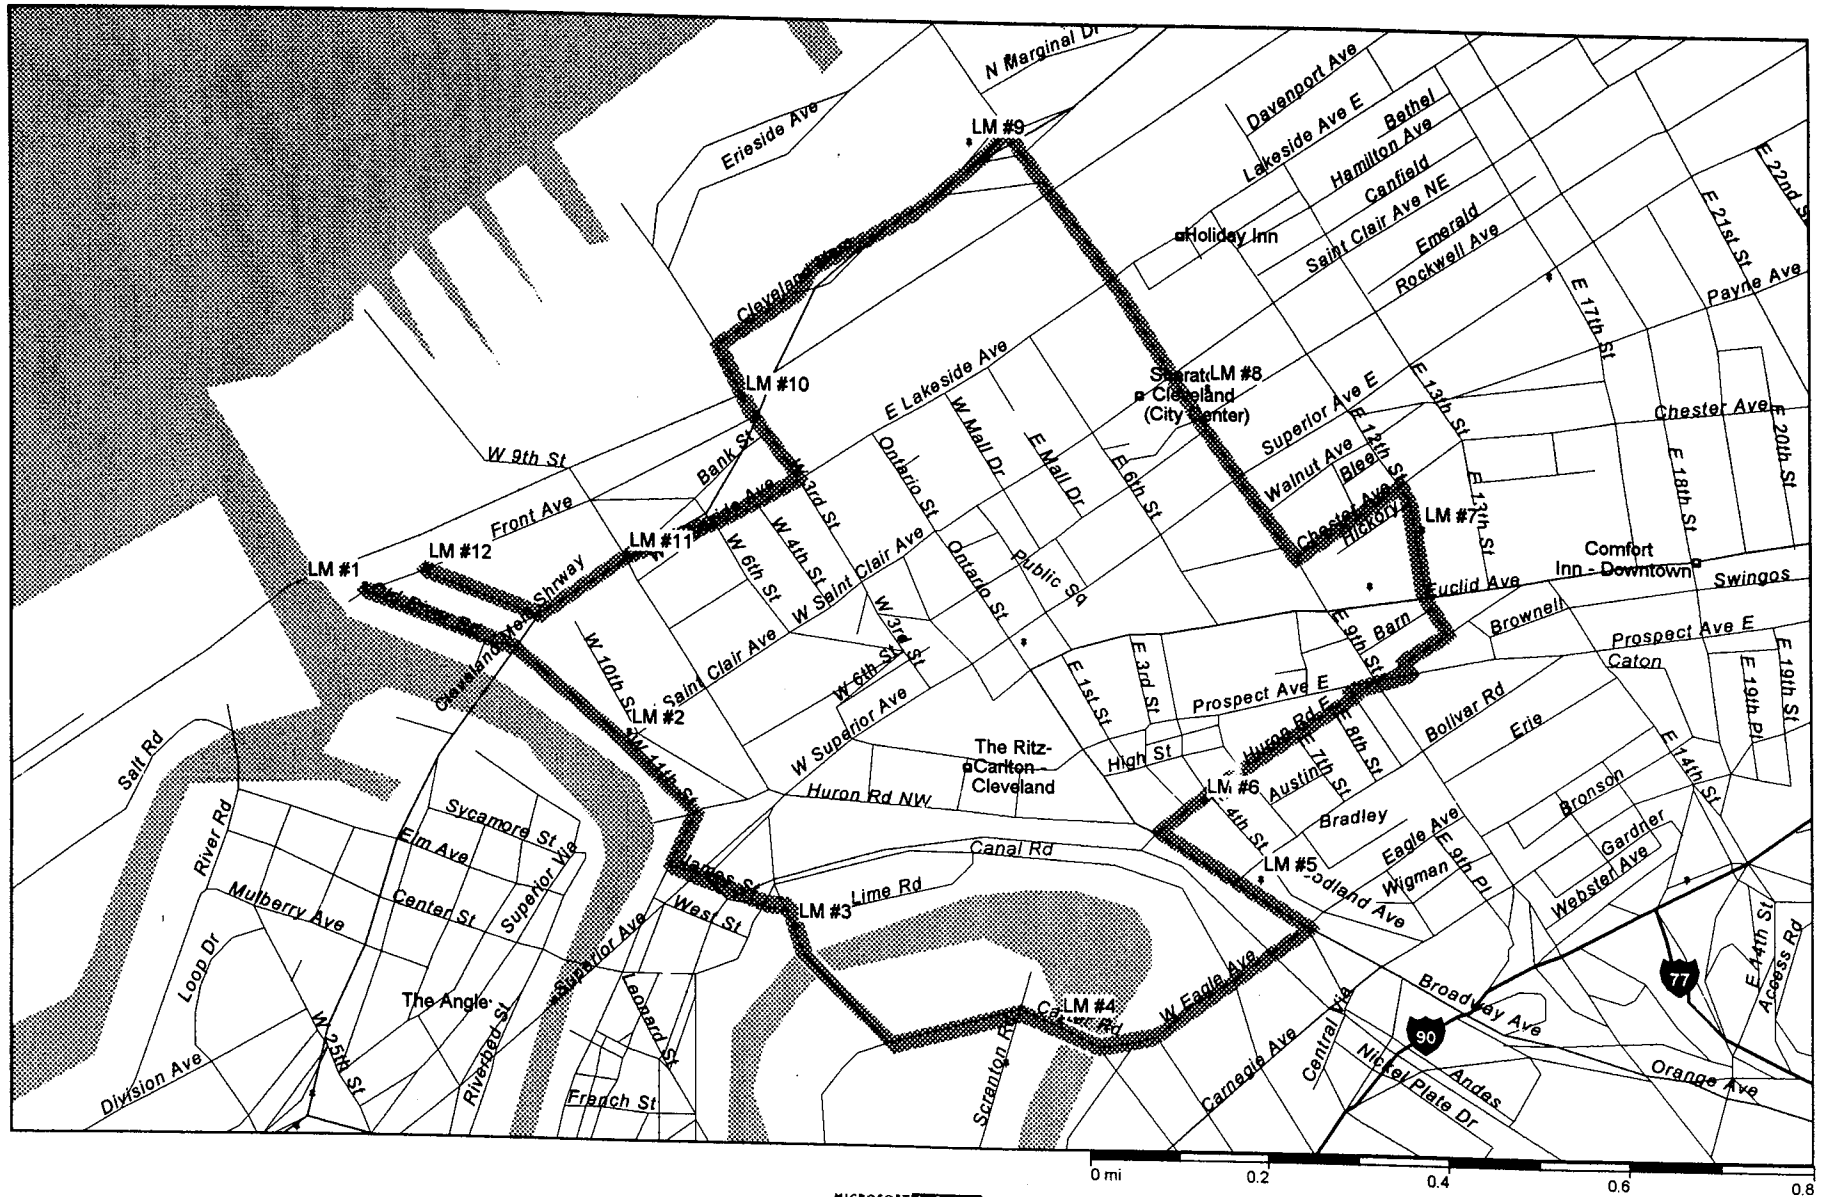 N Marginal Dr
LM #9
Erieside Ave
Davenport Ave
Lakeside Ave E
Bethel
Hamilton Ave
Canfield
Saint Clair Ave NE
Emerald
Rockwell Ave
E 22nd S
E 21st St
Payne Ave
Holiday Inn
E 17th St
Cleveland
LM #10
E Lakeside Ave
LM #8
Cleveland
(City Center)
Superior Ave E
E 13th St
Chester Ave
E 20th St
E 12th St
Walnut Ave
Blee
W Mall Dr
E Mall Dr
E 6th St
Ontario St
W 9th St
Bank St
W 3rd St
Front Ave
E 18th St
E 13th St
Chester Ave
Hickory
LM #7
LM #11
LM #12
LM #1
W 4th St
W 6th St
W Saint Clair Ave
Ontario St
Public Sq
Comfort
Inn - Downtown
Swingos
Euclid Ave
Shrway
Cleveland
W 3rd St
Barn
E 9th St
Brownell
Prospect Ave E
Caton
E 19th St
E 19th Pl
W 10th St
Saint Clair Ave
W 6th St
E 1st St
E 3rd St
Prospect Ave E
Bolivar Rd
Erie
LM #2
W Superior Ave
W 11th St
The Ritz-
Carlton -
Cleveland
High St
Huron Rd E
E 8th St
E 7th St
Austin
LM #6
E 14th St
Salt Rd
Huron Rd NW
Bradley
Bronson
Gardner
Webster Ave
4th St
Eagle Ave
E 9th Pl
Wigman
River Rd
Sycamore St
Elm Ave
Superior Via
Canal Rd
Lime Rd
LM #5
odland Ave
James St
LM #3
Mulberry Ave
Center St
West St
Superior Ave
Loop Dr
Leonard St
The Angle
W Eagle Ave
LM #4
Carter Rd
Scranton R
E 14th St
Access Rd
77
90
Broadway Ave
Central Via
Carnegie Ave
Nickel Plate Dr
Andes
Orange Ave
Division Ave
W 25th St
Riverbed St
French St
0 mi
0.2
0.4
0.6
0.8